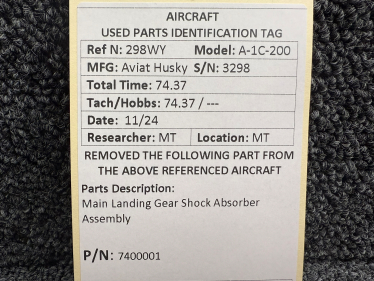 AIRCRAFT
USED PARTS IDENTIFICATION TAG
Ref N: 298WY Model: A-1C-200
MFG: Aviat Husky S/N: 3298
Total Time: 74.37
Tach/Hobbs: 74.37 / ---
Date: 11/24
Researcher: MT Location: MT
REMOVED THE FOLLOWING PART FROM
THE ABOVE REFERENCED AIRCRAFT
Parts Description:
Main Landing Gear Shock Absorber
Assembly
P/N: 7400001